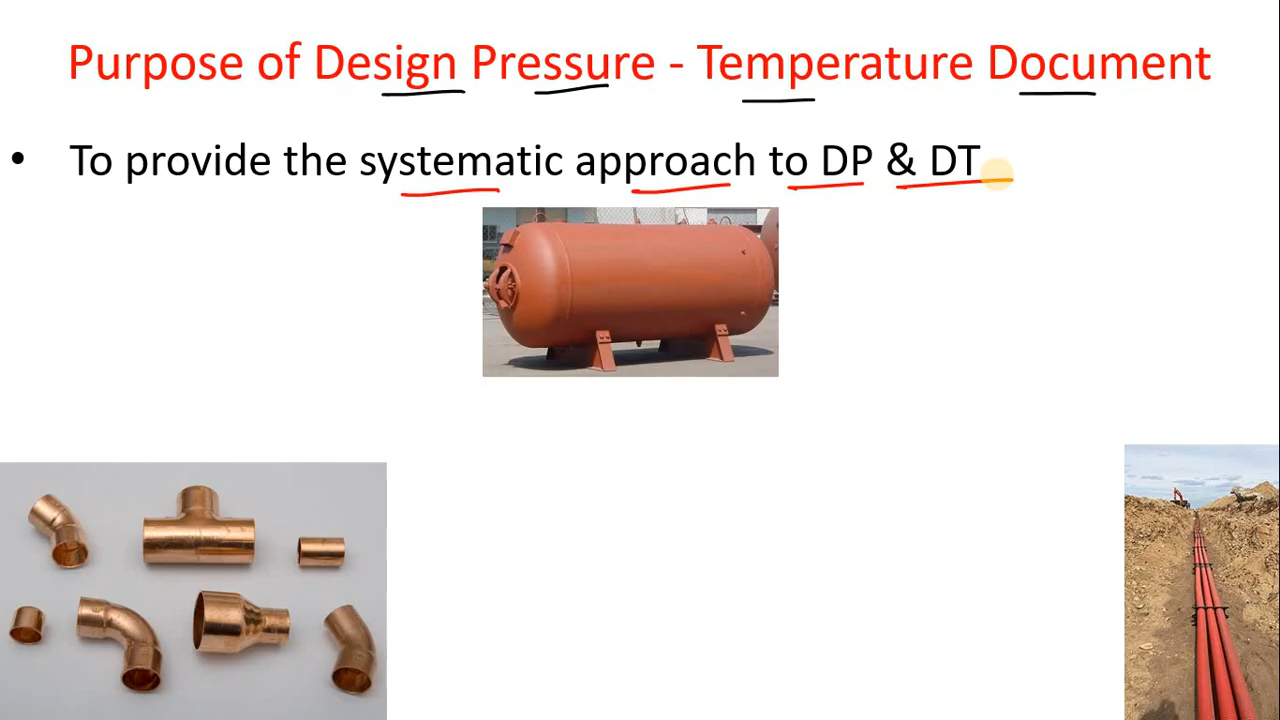 Purpose of Design Pressure - Temperature Document
• To provide the systematic approach to DP & DT